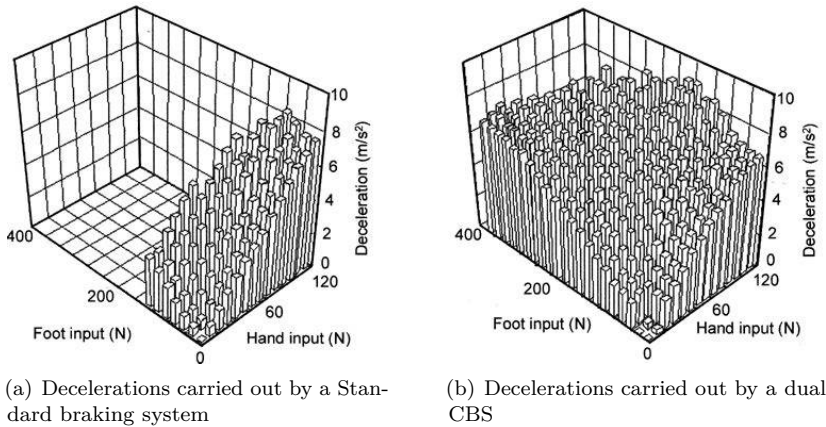 10
8
6
4
2
0
Deceleration (m/s²)
400
200
0
Foot input (N)
120
60
Hand input (N)
(a) Decelerations carried out by a Stan-
dard braking system
10
8
6
4
2
0
Deceleration (m/s²)
400
200
0
Foot input (N)
120
60
Hand input (N)
(b) Decelerations carried out by a dual
CBS